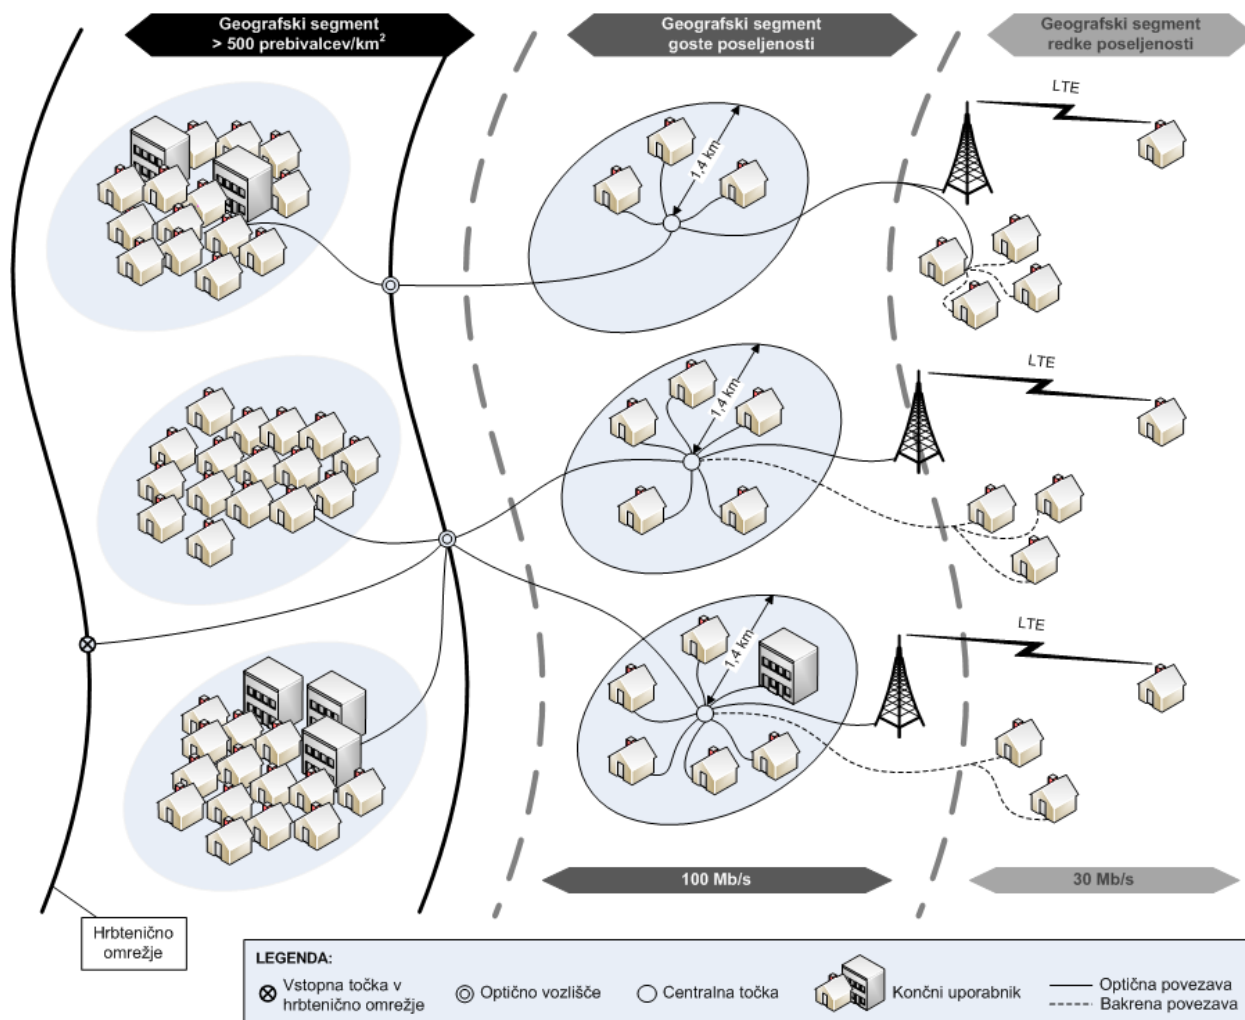 Geografski segment
> 500 prebivalcev/km²
Geografski segment
goste poseljenosti
Geografski segment
redke poseljenosti
LTE
1,4 km
LTE
1,4 km
LTE
1,4 km
100 Mb/s
30 Mb/s
Hrbtenično
omrežje
LEGENDA:
Vstopna točka v
hrbtenično omrežje
Optično vozlišče
Centralna točka
Končni uporabnik
Optična povezava
Bakrena povezava